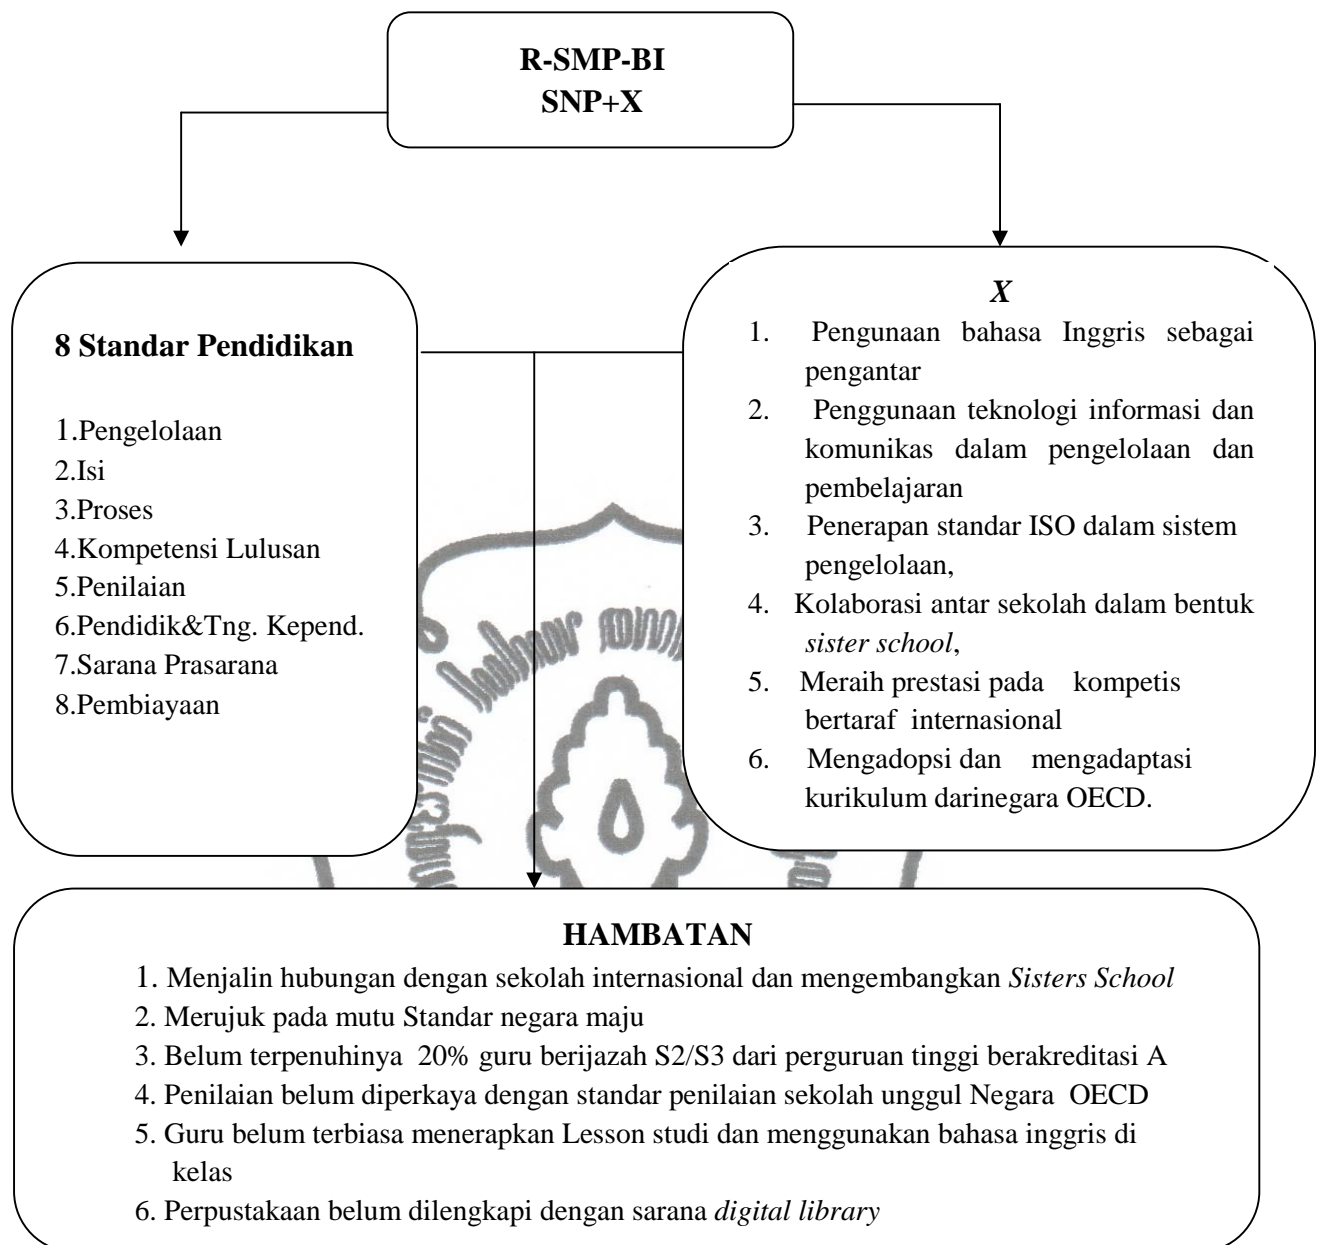 R-SMP-BI
SNP+X
8 Standar Pendidikan
1.Pengelolaan
2.Isi
3.Proses
4.Kompetensi Lulusan
5.Penilaian
6.Pendidik&Tng. Kepend.
7.Sarana Prasarana
8.Pembiayaan
X
1. Pengunaan bahasa Inggris sebagai
pengantar
2. Penggunaan teknologi informasi dan
komunikas dalam pengelolaan dan
pembelajaran
3. Penerapan standar ISO dalam sistem
pengelolaan,
4. Kolaborasi antar sekolah dalam bentuk
sister school,
5. Meraih prestasi pada kompetis
bertaraf internasional
6. Mengadopsi dan mengadaptasi
kurikulum darinegara OECD.
HAMBATAN
1. Menjalin hubungan dengan sekolah internasional dan mengembangkan Sisters School
2. Merujuk pada mutu Standar negara maju
3. Belum terpenuhinya 20% guru berijazah S2/S3 dari perguruan tinggi berakreditasi A
4. Penilaian belum diperkaya dengan standar penilaian sekolah unggul Negara OECD
5. Guru belum terbiasa menerapkan Lesson studi dan menggunakan bahasa inggris di
kelas
6. Perpustakaan belum dilengkapi dengan sarana digital library